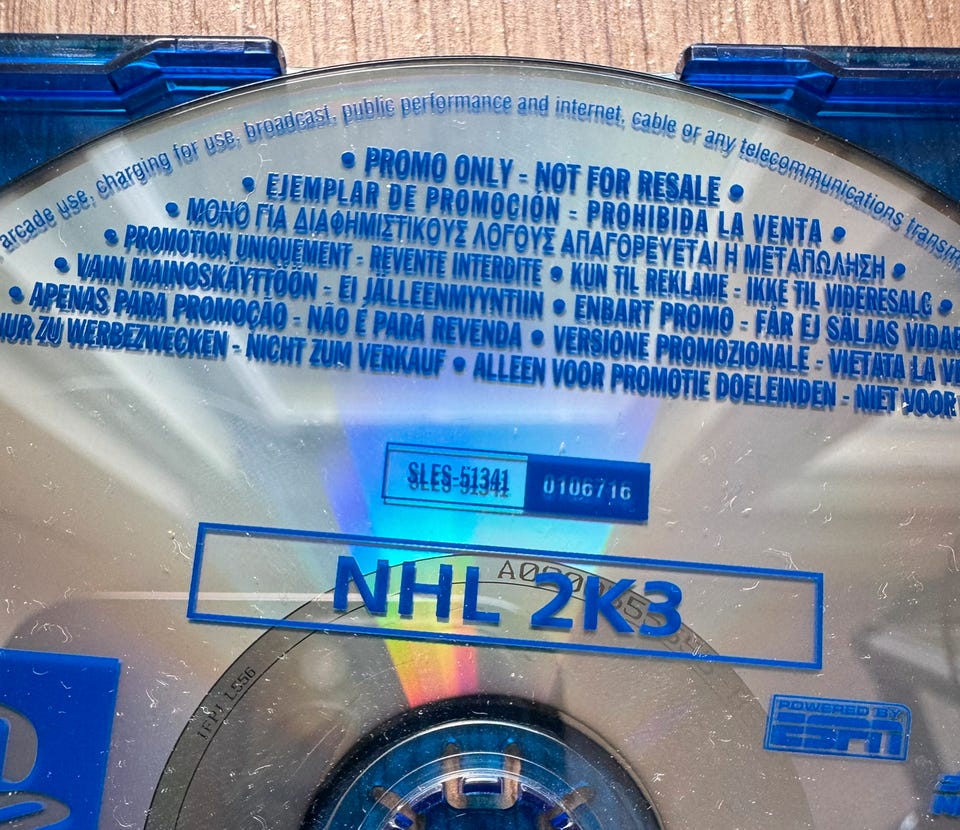 arcade use, charging for use, broadcast, public performance and internet, cable or any telecommunications transm
• PROMO ONLY - NOT FOR RESALE •
• EJEMPLAR DE PROMOCIÓN - PROHIBIDA LA VENTA •
• ΜΟΝΟ ΓΙΑ ΔΙΑΦΗΜΙΣΤΙΚΟΥΣ ΛΟΓΟΥΣ ΑΠΑΓΟΡΕΥΕΤΑΙ Η ΜΕΤΑΠΩΛΗΣΗ •
• PROMOTION UNIQUEMENT - REVENTE INTERDITE • KUN TIL REKLAME - IKKE TIL VIDERESALG •
• VAIN MAINOSKÄYTTÖÖN - EI JÄLLEENMYYNTIIN • ENBART PROMO - FÅR EJ SÄLJAS VIDAR
• APENAS PARA PROMOÇÃO - NÃO É PARA REVENDA • VERSIONE PROMOZIONALE - VIETATA LA VE
NUR ZU WERBEZWECKEN - NICHT ZUM VERKAUF • ALLEEN VOOR PROMOTIE DOELEINDEN - NIET VOOR
SLES-51341 0106716
NHL 2K3
IFPI L556
POWERED BY
ESPN